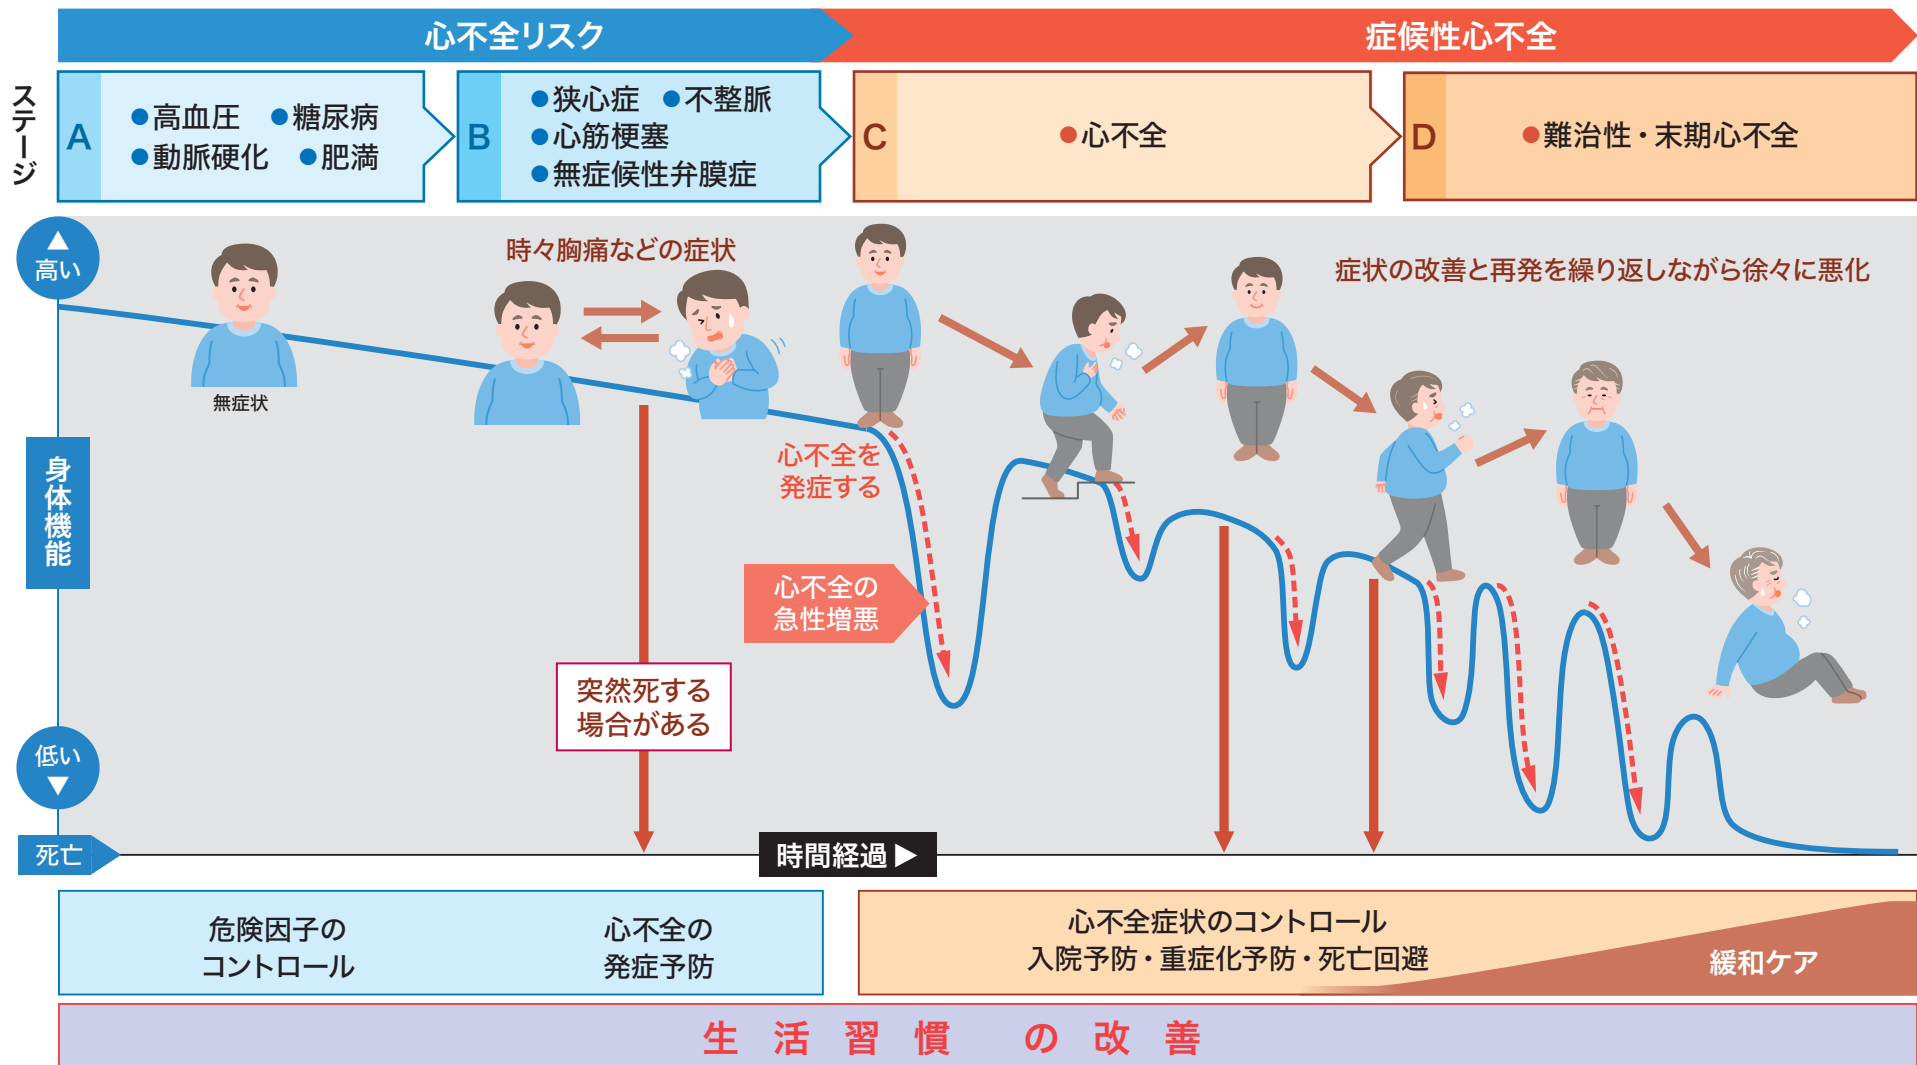 心不全リスク
症候性心不全
ステージ
A
●高血圧 ●糖尿病
●動脈硬化 ●肥満
B
●狭心症 ●不整脈
●心筋梗塞
●無症候性弁膜症
C
●心不全
D
●難治性・末期心不全
▲
高い
身体機能
低い
▼
死亡
無症状
時々胸痛などの症状
症状の改善と再発を繰り返しながら徐々に悪化
心不全を
発症する
心不全の
急性増悪
突然死する
場合がある
時間経過▶
危険因子の
コントロール
心不全の
発症予防
心不全症状のコントロール
入院予防・重症化予防・死亡回避
緩和ケア
生活習慣の改善